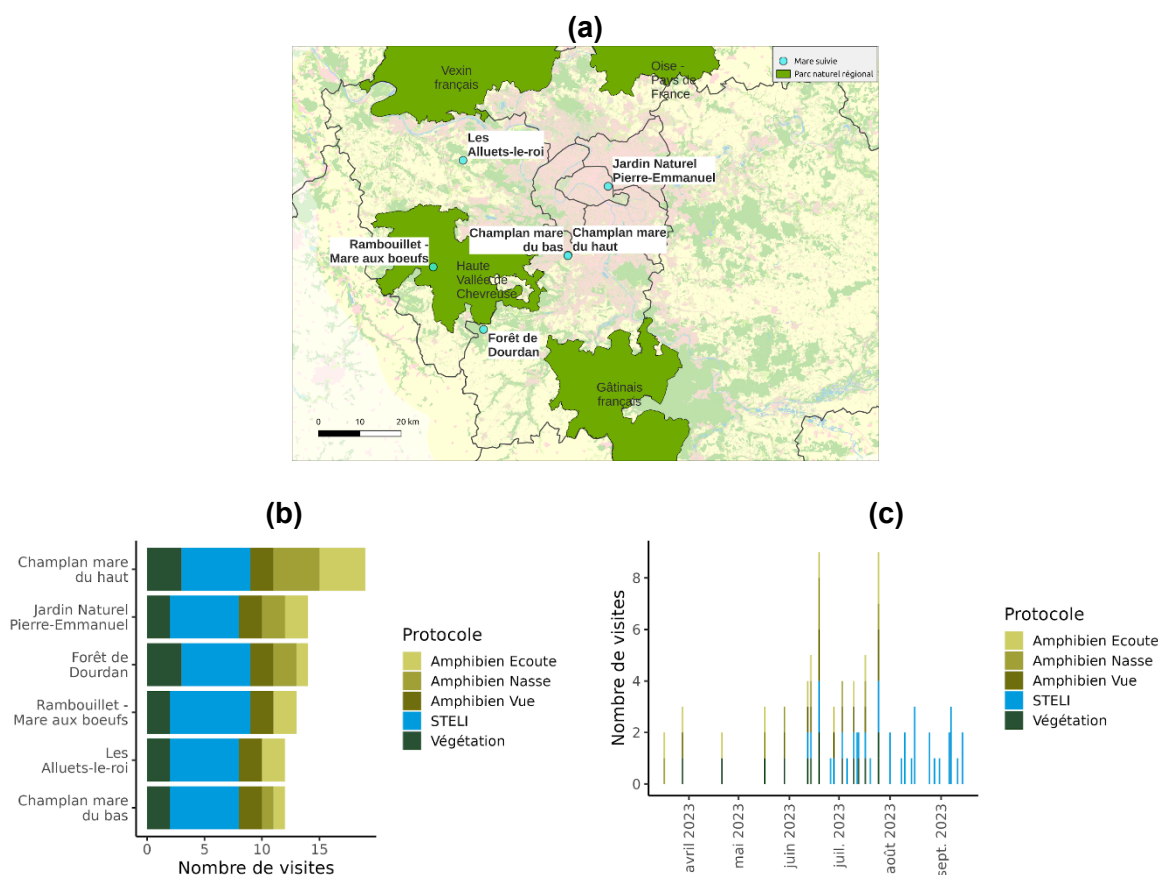 (a)
Mare suivie
Parc naturel régional
Vexin
français
Oise -
Pays de
France
Les
Alluets-le-roi
Jardin Naturel
Pierre-Emmanuel
Champlan mare
du bas
Champlan mare
du haut
Rambouillet -
Mare aux boeufs
Haute
Vallée de
Chevreuse
Forêt de
Dourdan
Gâtinais
français
0 10 20 km
(b)
Champlan mare
du haut
Jardin Naturel
Pierre-Emmanuel
Forêt de
Dourdan
Rambouillet -
Mare aux boeufs
Les
Alluets-le-roi
Champlan mare
du bas
0 5 10 15
Nombre de visites
Protocole
Amphibien Ecoute
Amphibien Nasse
Amphibien Vue
STELI
Végétation
(c)
Nombre de visites
8
6
4
2
0
avril 2023
mai 2023
juin 2023
juil. 2023
août 2023
sept. 2023
Protocole
Amphibien Ecoute
Amphibien Nasse
Amphibien Vue
STELI
Végétation